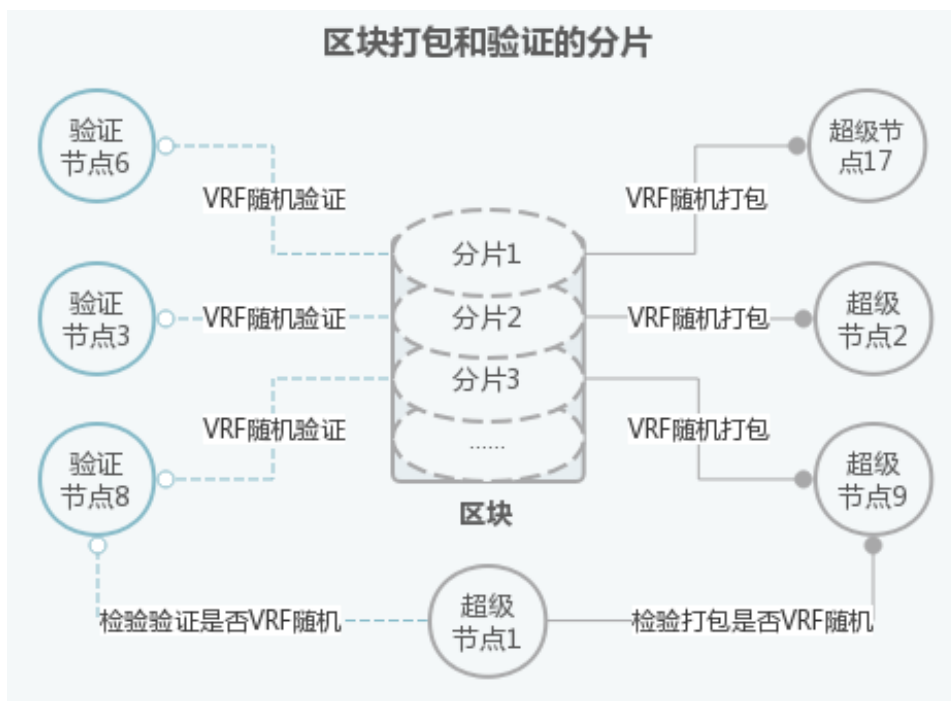 区块打包和验证的分片
验证
节点6
超级节
点17
VRF随机验证
VRF随机打包
分片1
验证
节点3
VRF随机验证
分片2
VRF随机打包
超级
节点2
分片3
VRF随机验证
VRF随机打包
......
验证
节点8
超级
节点9
区块
超级
节点1
检验验证是否VRF随机
检验打包是否VRF随机